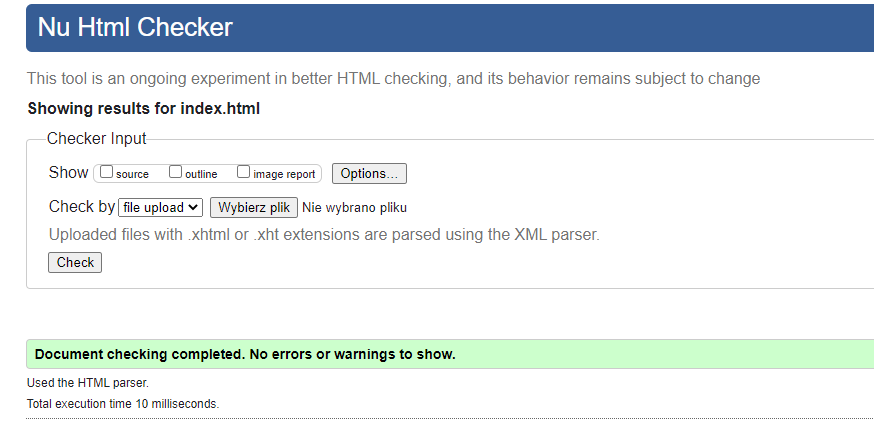 Nu Html Checker
This tool is an ongoing experiment in better HTML checking, and its behavior remains subject to change
Showing results for index.html
Checker Input
Show source outline image report Options...
Check by file upload Wybierz plik Nie wybrano pliku
Uploaded files with .xhtml or .xht extensions are parsed using the XML parser.
Check
Document checking completed. No errors or warnings to show.
Used the HTML parser.
Total execution time 10 milliseconds.